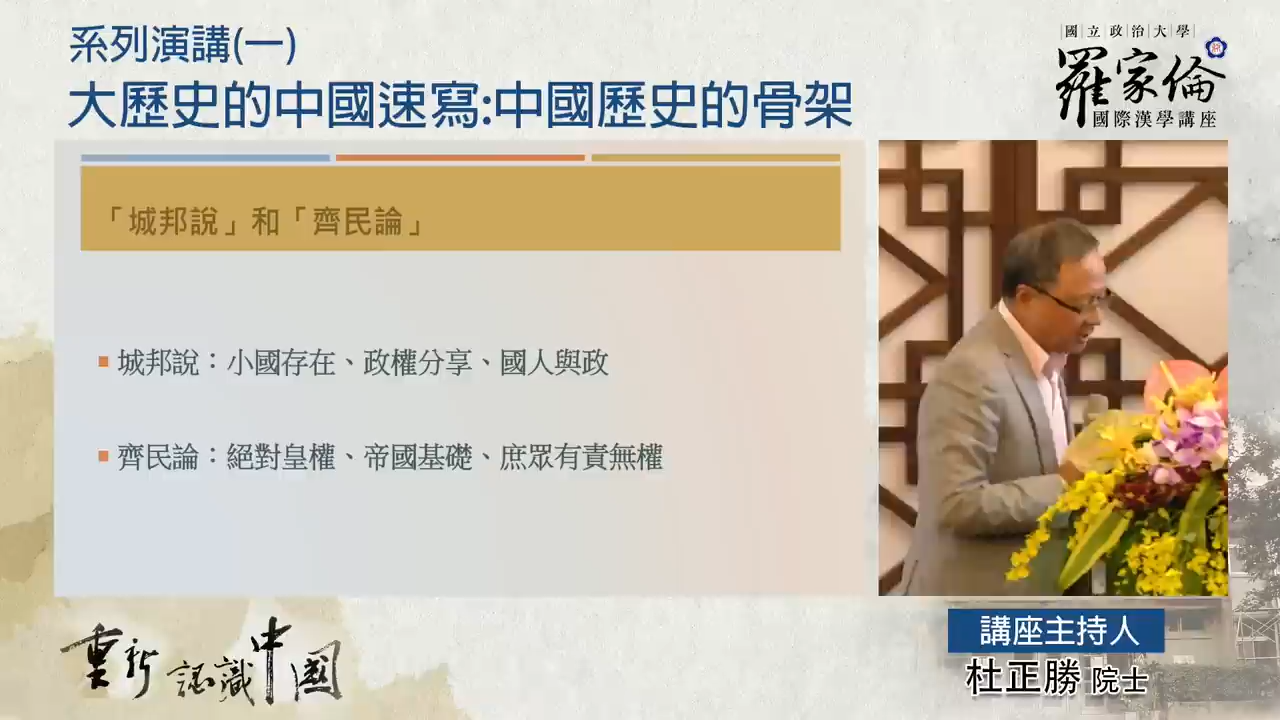 系列演講(一)
大歷史的中國速寫:中國歷史的骨架
國立政治大學
羅家倫
國際漢學講座
「城邦說」和「齊民論」
城邦說：小國存在、政權分享、國人與政
齊民論：絕對皇權、帝國基礎、庶眾有責無權
重新認識中國
講座主持人
杜正勝 院士